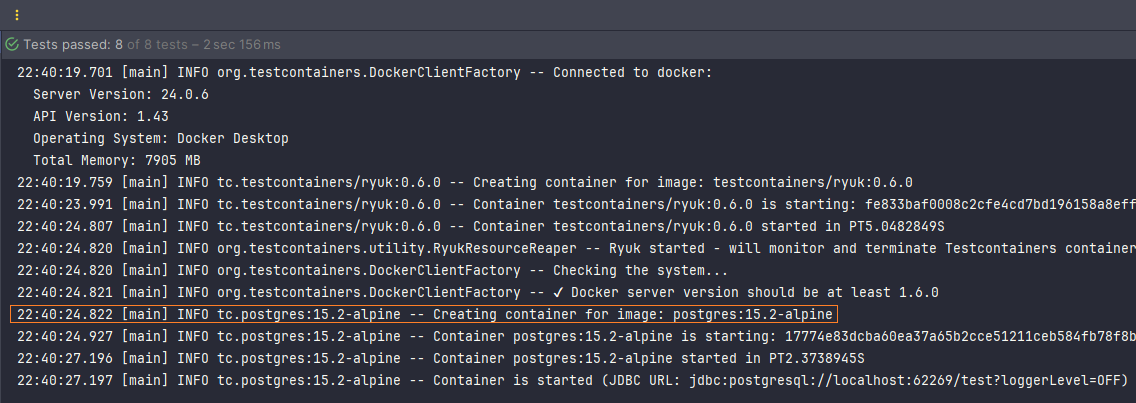 Tests passed: 8 of 8 tests – 2 sec 156 ms
22:40:19.701 [main] INFO org.testcontainers.DockerClientFactory -- Connected to docker:
Server Version: 24.0.6
API Version: 1.43
Operating System: Docker Desktop
Total Memory: 7905 MB
22:40:19.759 [main] INFO tc.testcontainers/ryuk:0.6.0 -- Creating container for image: testcontainers/ryuk:0.6.0
22:40:23.991 [main] INFO tc.testcontainers/ryuk:0.6.0 -- Container testcontainers/ryuk:0.6.0 is starting: fe833baf0008c2cfe4cd7bd196158a8eff
22:40:24.807 [main] INFO tc.testcontainers/ryuk:0.6.0 -- Container testcontainers/ryuk:0.6.0 started in PT5.0482849S
22:40:24.820 [main] INFO org.testcontainers.utility.RyukResourceReaper -- Ryuk started - will monitor and terminate Testcontainers container
22:40:24.820 [main] INFO org.testcontainers.DockerClientFactory -- Checking the system...
22:40:24.821 [main] INFO org.testcontainers.DockerClientFactory -- ✔ Docker server version should be at least 1.6.0
22:40:24.822 [main] INFO tc.postgres:15.2-alpine -- Creating container for image: postgres:15.2-alpine
22:40:24.927 [main] INFO tc.postgres:15.2-alpine -- Container postgres:15.2-alpine is starting: 17774e83dcba60ea37a65b2cce51211ceb584fb78f8b
22:40:27.196 [main] INFO tc.postgres:15.2-alpine -- Container postgres:15.2-alpine started in PT2.3738945S
22:40:27.197 [main] INFO tc.postgres:15.2-alpine -- Container is started (JDBC URL: jdbc:postgresql://localhost:62269/test?loggerLevel=OFF)